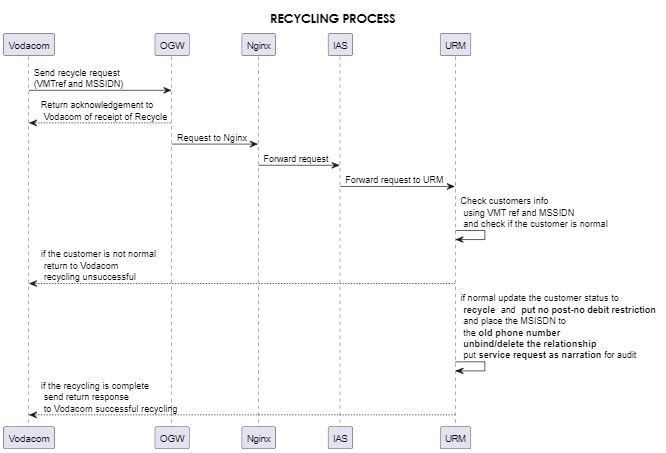 RECYCLING PROCESS
Vodacom OGW Nginx IAS URM
Send recycle request
(VMTref and MSSIDN)
Return acknowledgement to
Vodacom of receipt of Recycle
Request to Nginx
Forward request
Forward request to URM
Check customers info
using VMT ref and MSSIDN
and check if the customer is normal
if the customer is not normal
return to Vodacom
recycling unsuccessful
if normal update the customer status to
recycle and put no post-no debit restriction
and place the MSISDN to
the old phone number
unbind/delete the relationship
put service request as narration for audit
if the recycling is complete
send return response
to Vodacom successful recycling
Vodacom OGW Nginx IAS URM